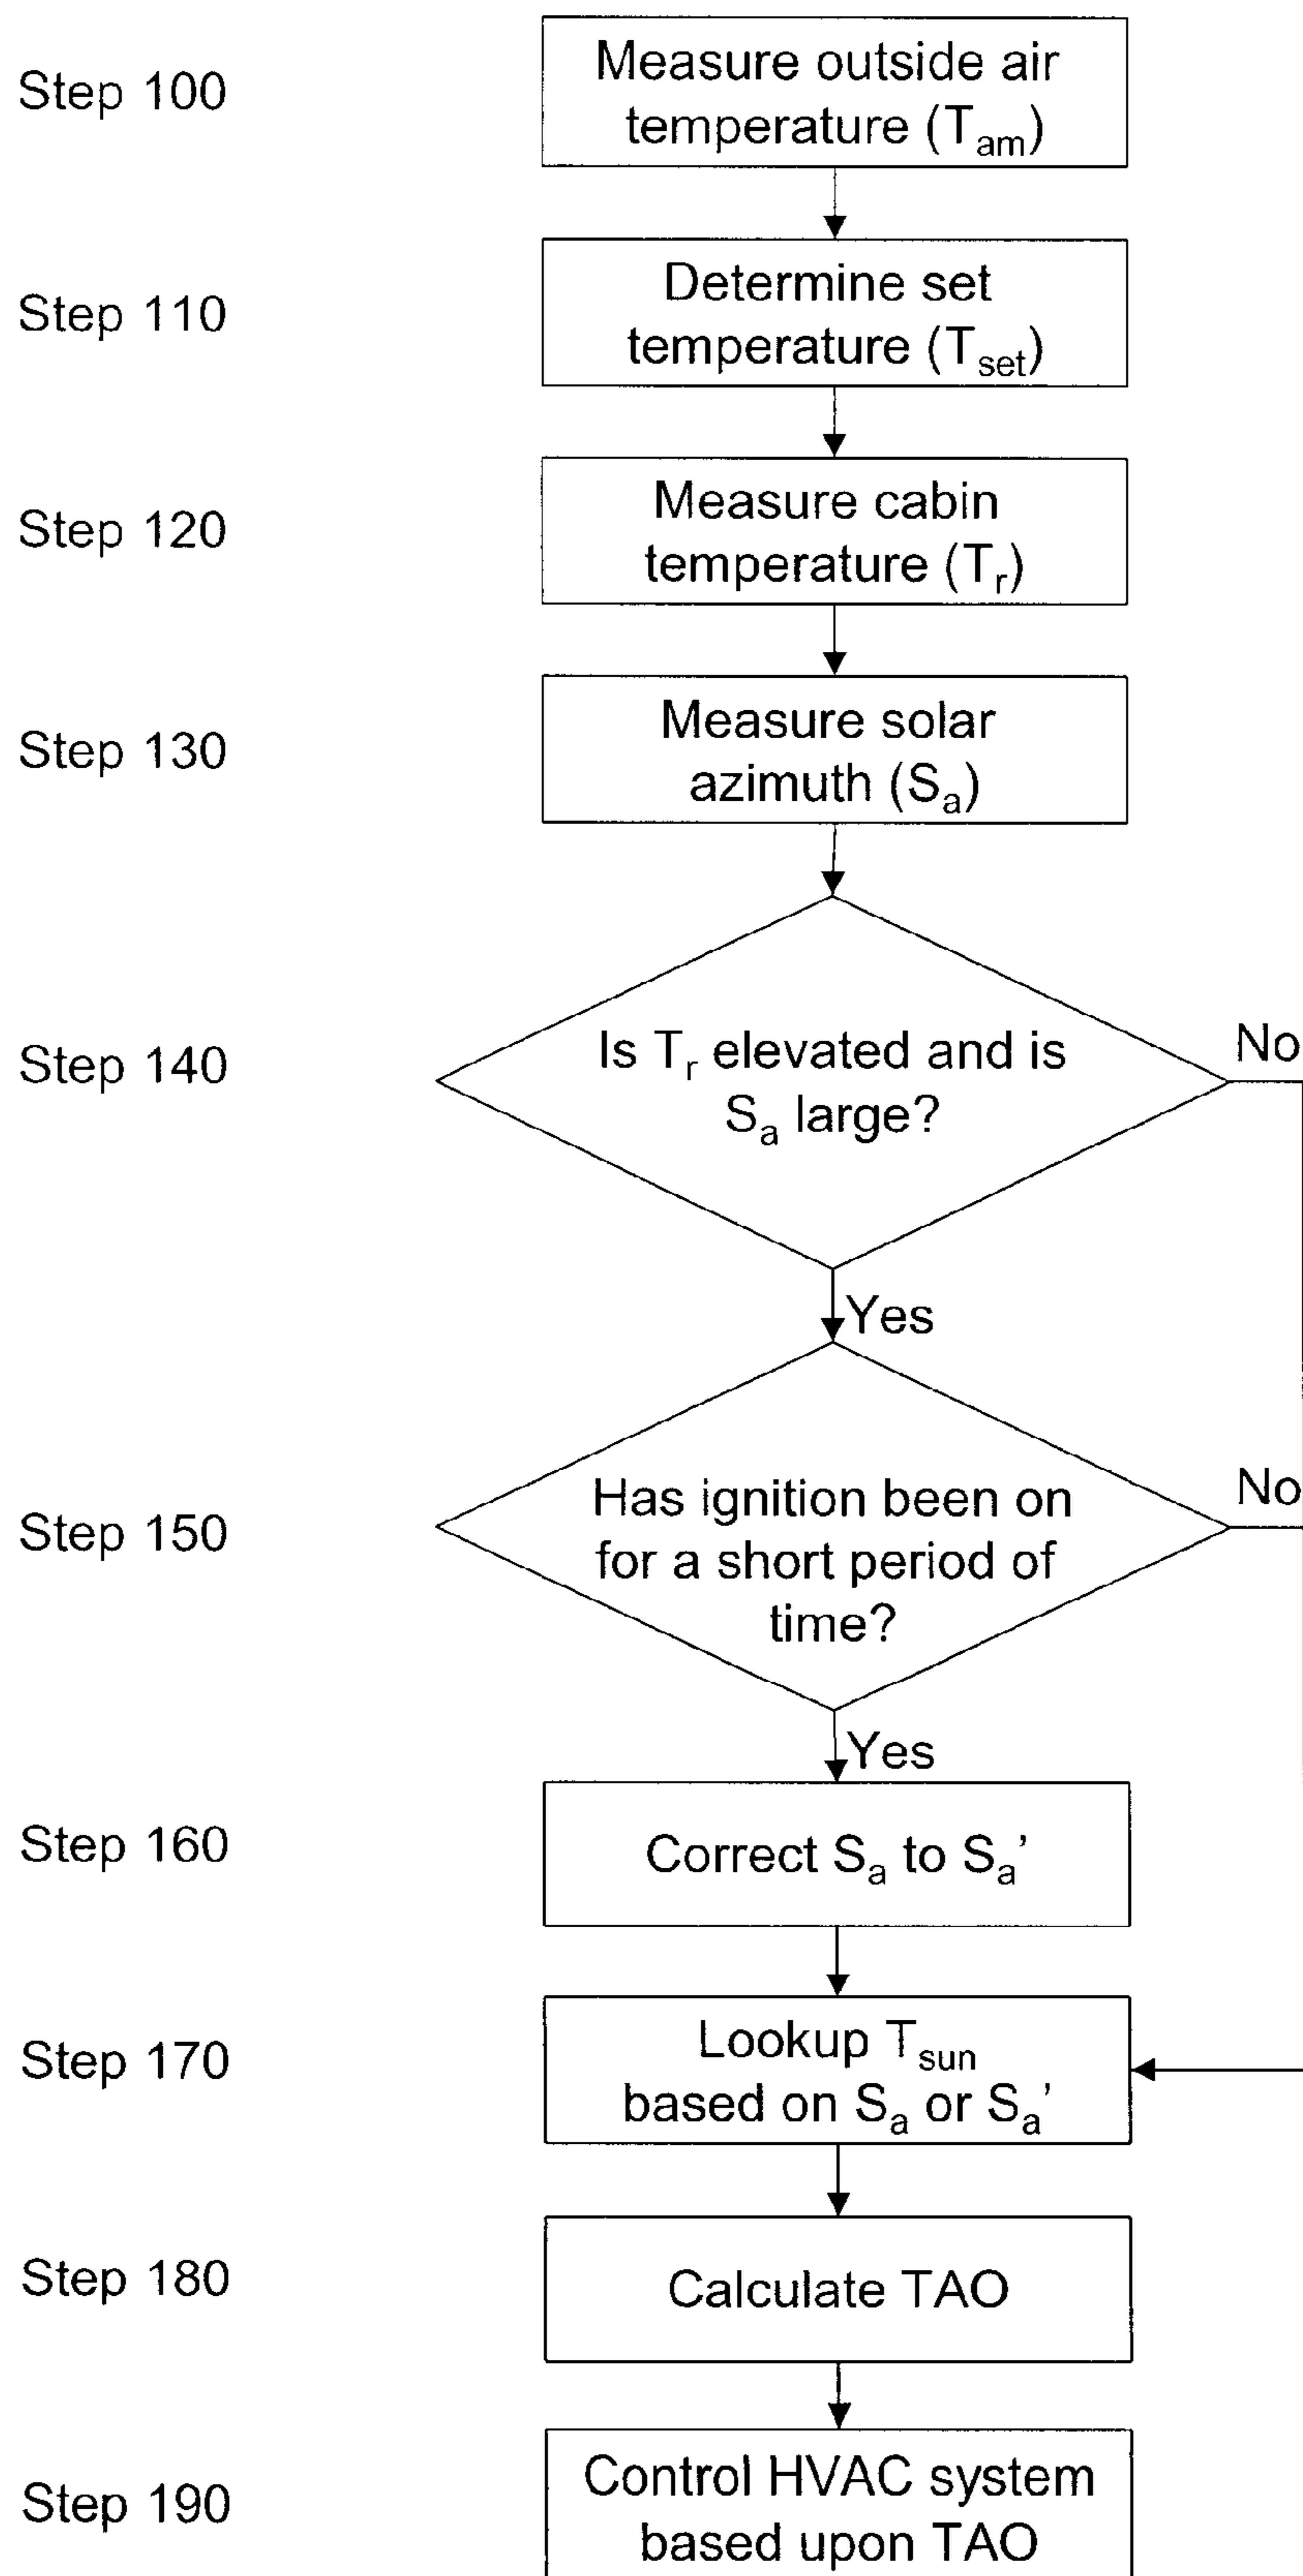 Step 100
Measure outside air
temperature (Tam)
Step 110
Determine set
temperature (Tset)
Step 120
Measure cabin
temperature (Tr)
Step 130
Measure solar
azimuth (Sa)
Step 140
Is Tr elevated and is
Sa large?
No
Yes
Step 150
Has ignition been on
for a short period of
time?
No
Yes
Step 160
Correct Sa to Sa’
Step 170
Lookup Tsun
based on Sa or Sa’
Step 180
Calculate TAO
Step 190
Control HVAC system
based upon TAO